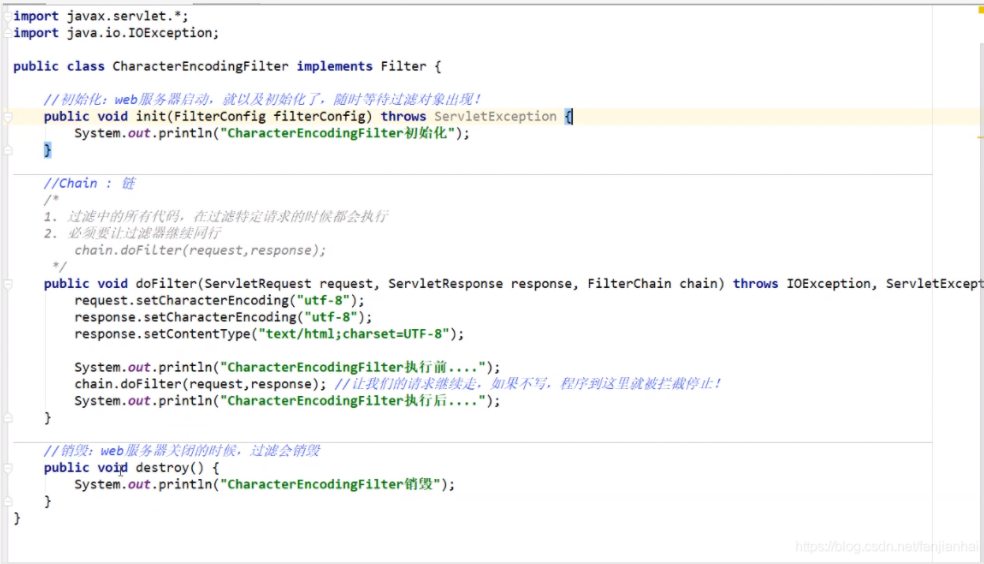 import javax.servlet.*;
import java.io.IOException;
public class CharacterEncodingFilter implements Filter {
//初始化：web服务器启动，就以及初始化了，随时等待过滤对象出现！
public void init(FilterConfig filterConfig) throws ServletException {
System.out.println("CharacterEncodingFilter初始化");
}
//Chain : 链
/*
1. 过滤中的所有代码，在过滤特定请求的时候都会执行
2. 必须要让过滤器继续同行
chain.doFilter(request,response);
*/
public void doFilter(ServletRequest request, ServletResponse response, FilterChain chain) throws IOException, ServletExcept
request.setCharacterEncoding("utf-8");
response.setCharacterEncoding("utf-8");
response.setContentType("text/html;charset=UTF-8");
System.out.println("CharacterEncodingFilter执行前....");
chain.doFilter(request,response); //让我们的请求继续走，如果不写，程序到这里就被拦截停止！
System.out.println("CharacterEncodingFilter执行后....");
}
//销毁：web服务器关闭的时候，过滤会销毁
public void destroy() {
System.out.println("CharacterEncodingFilter销毁");
}
}
https://blog.csdn.net/fanjianhai